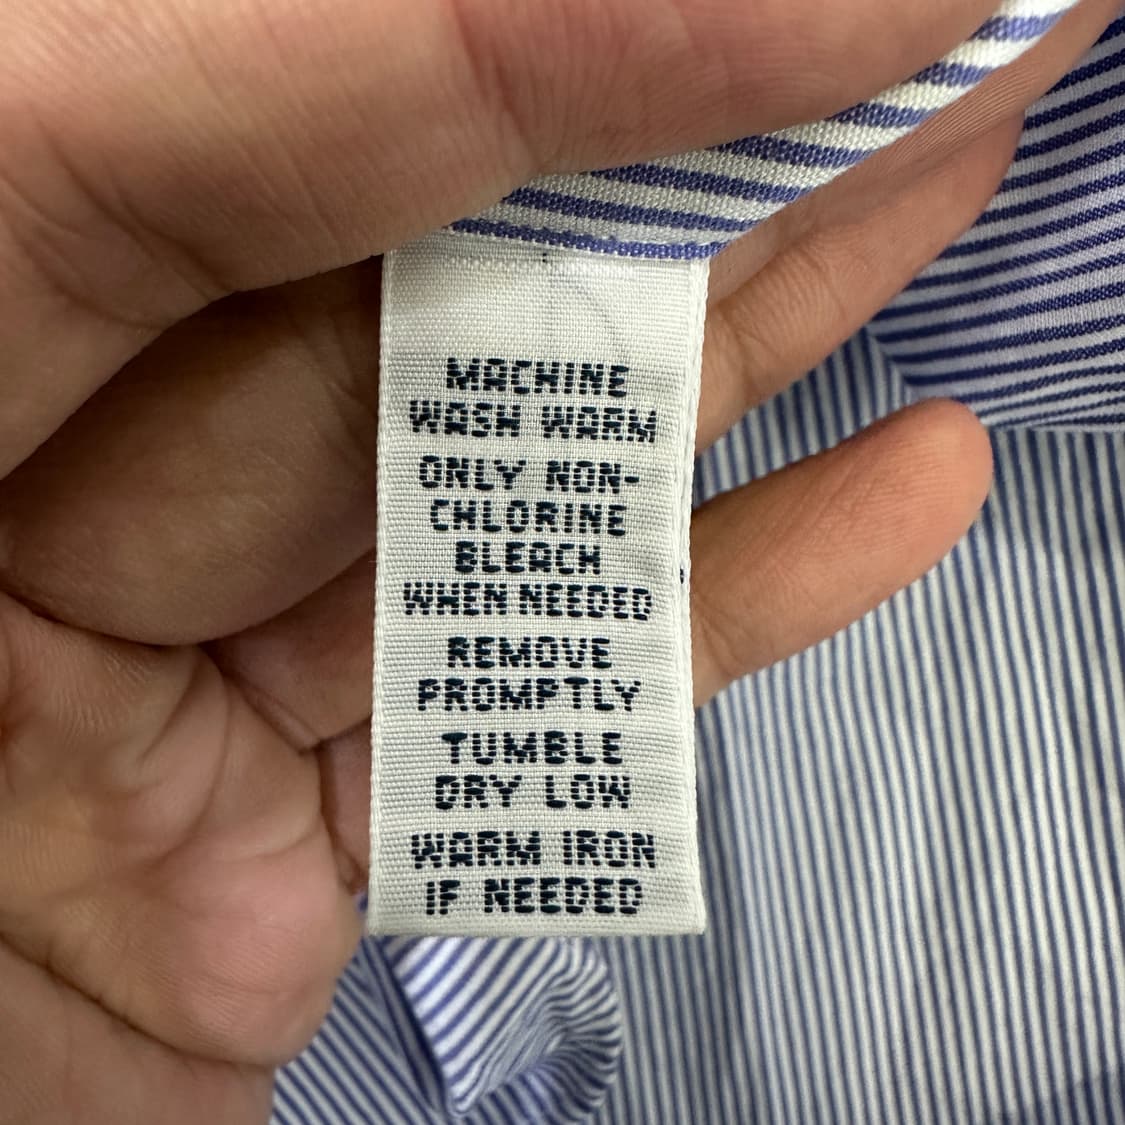 MACHINE
WASH WARM
ONLY NON-
CHLORINE
BLEACH
WHEN NEEDED
REMOVE
PROMPTLY
TUMBLE
DRY LOW
WARM IRON
IF NEEDED